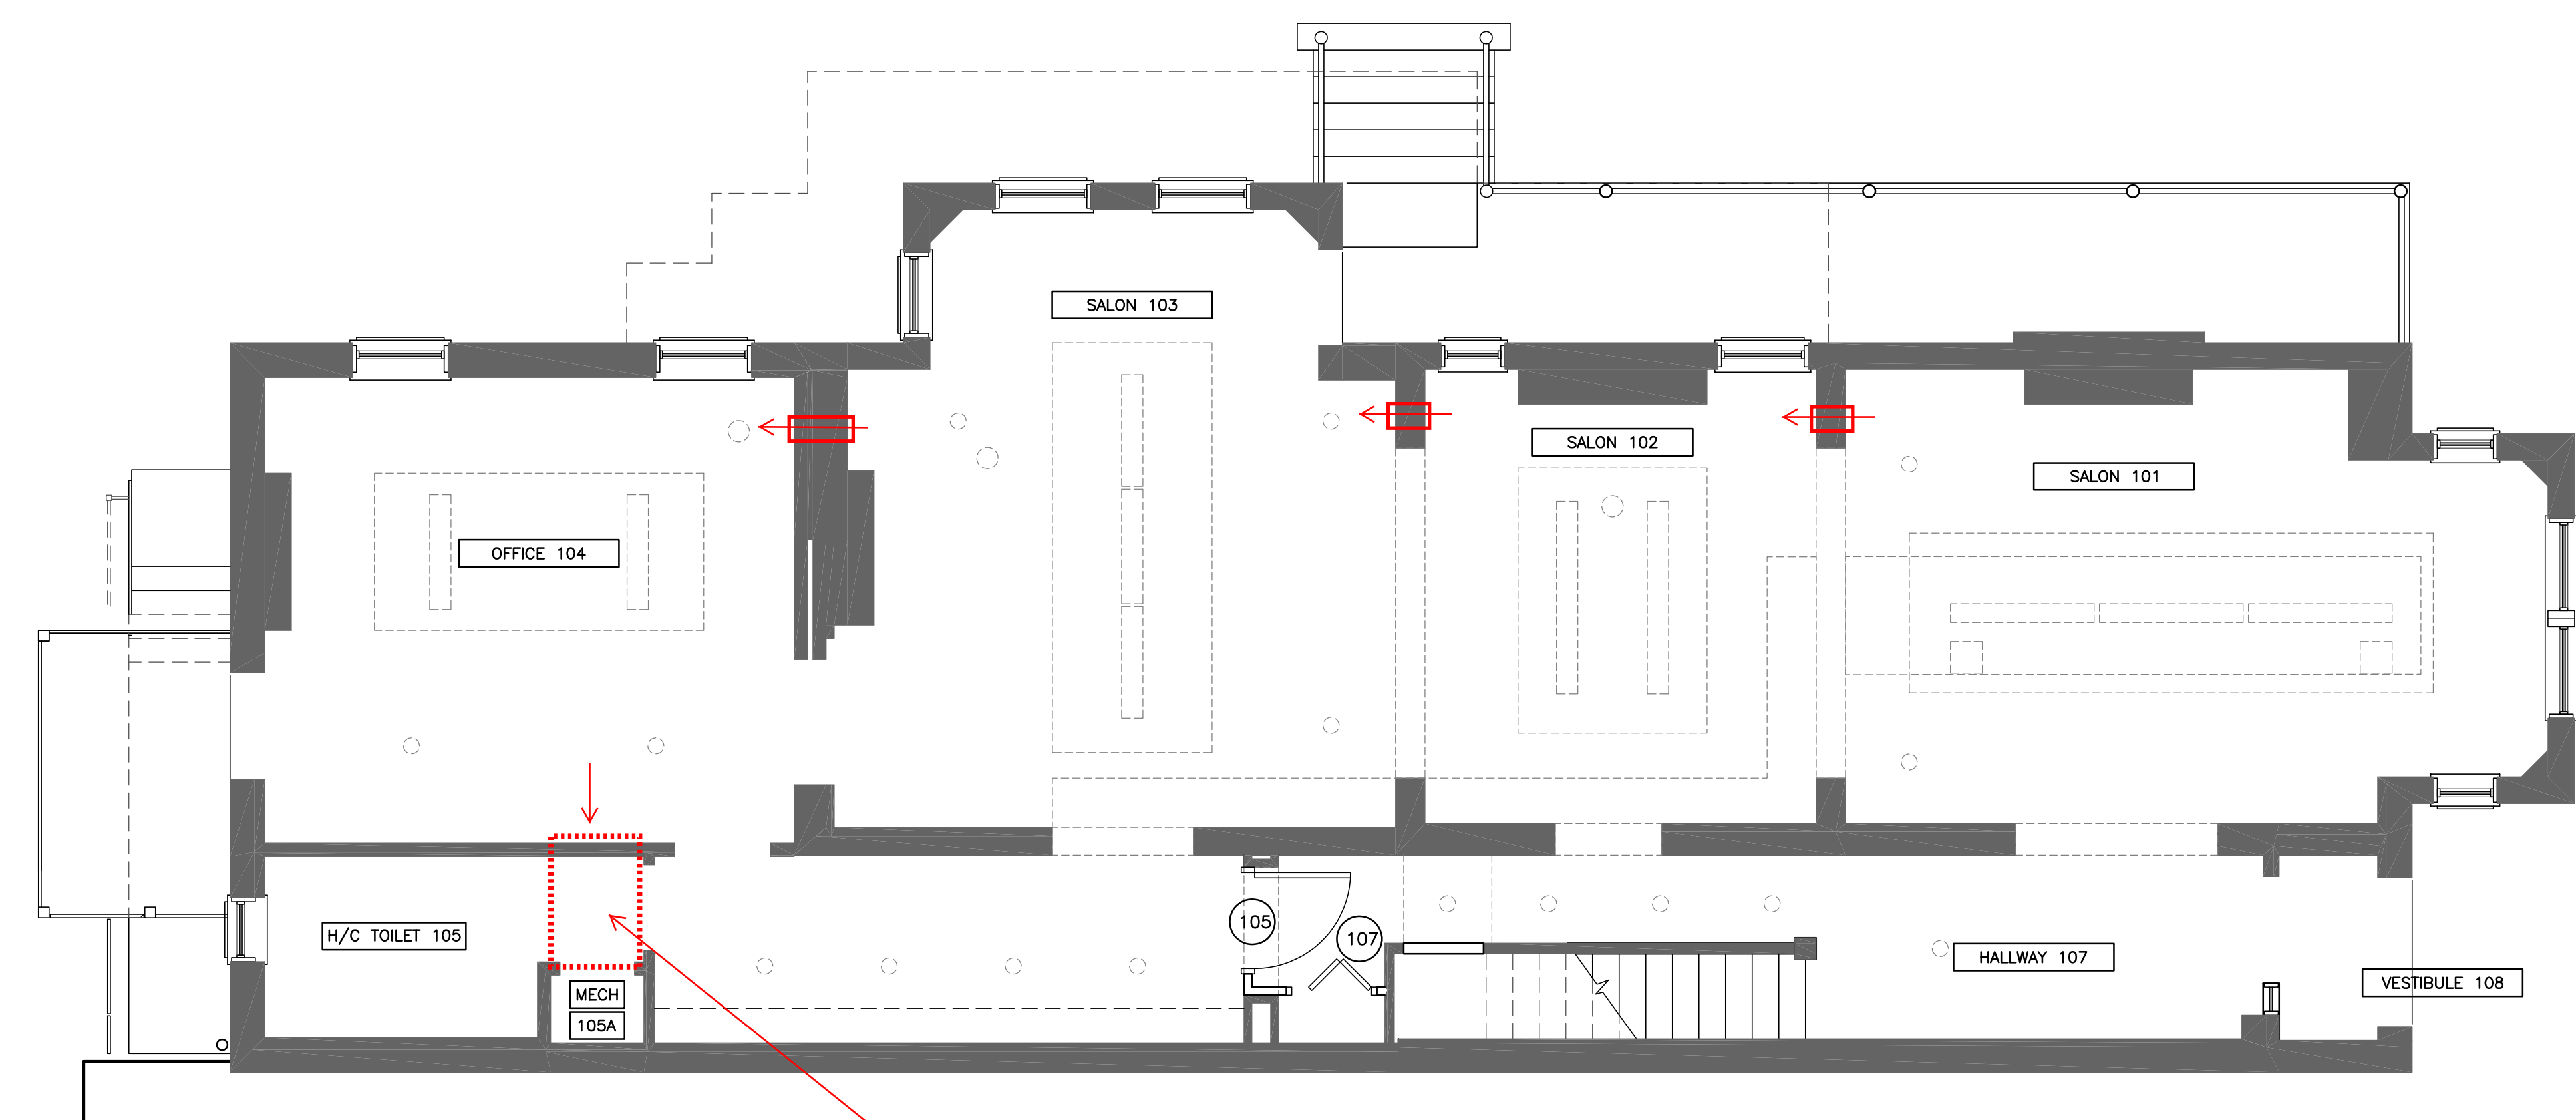 SALON 103
SALON 102
SALON 101
OFFICE 104
105
107
H/C TOILET 105
HALLWAY 107
VESTIBULE 108
MECH
105A